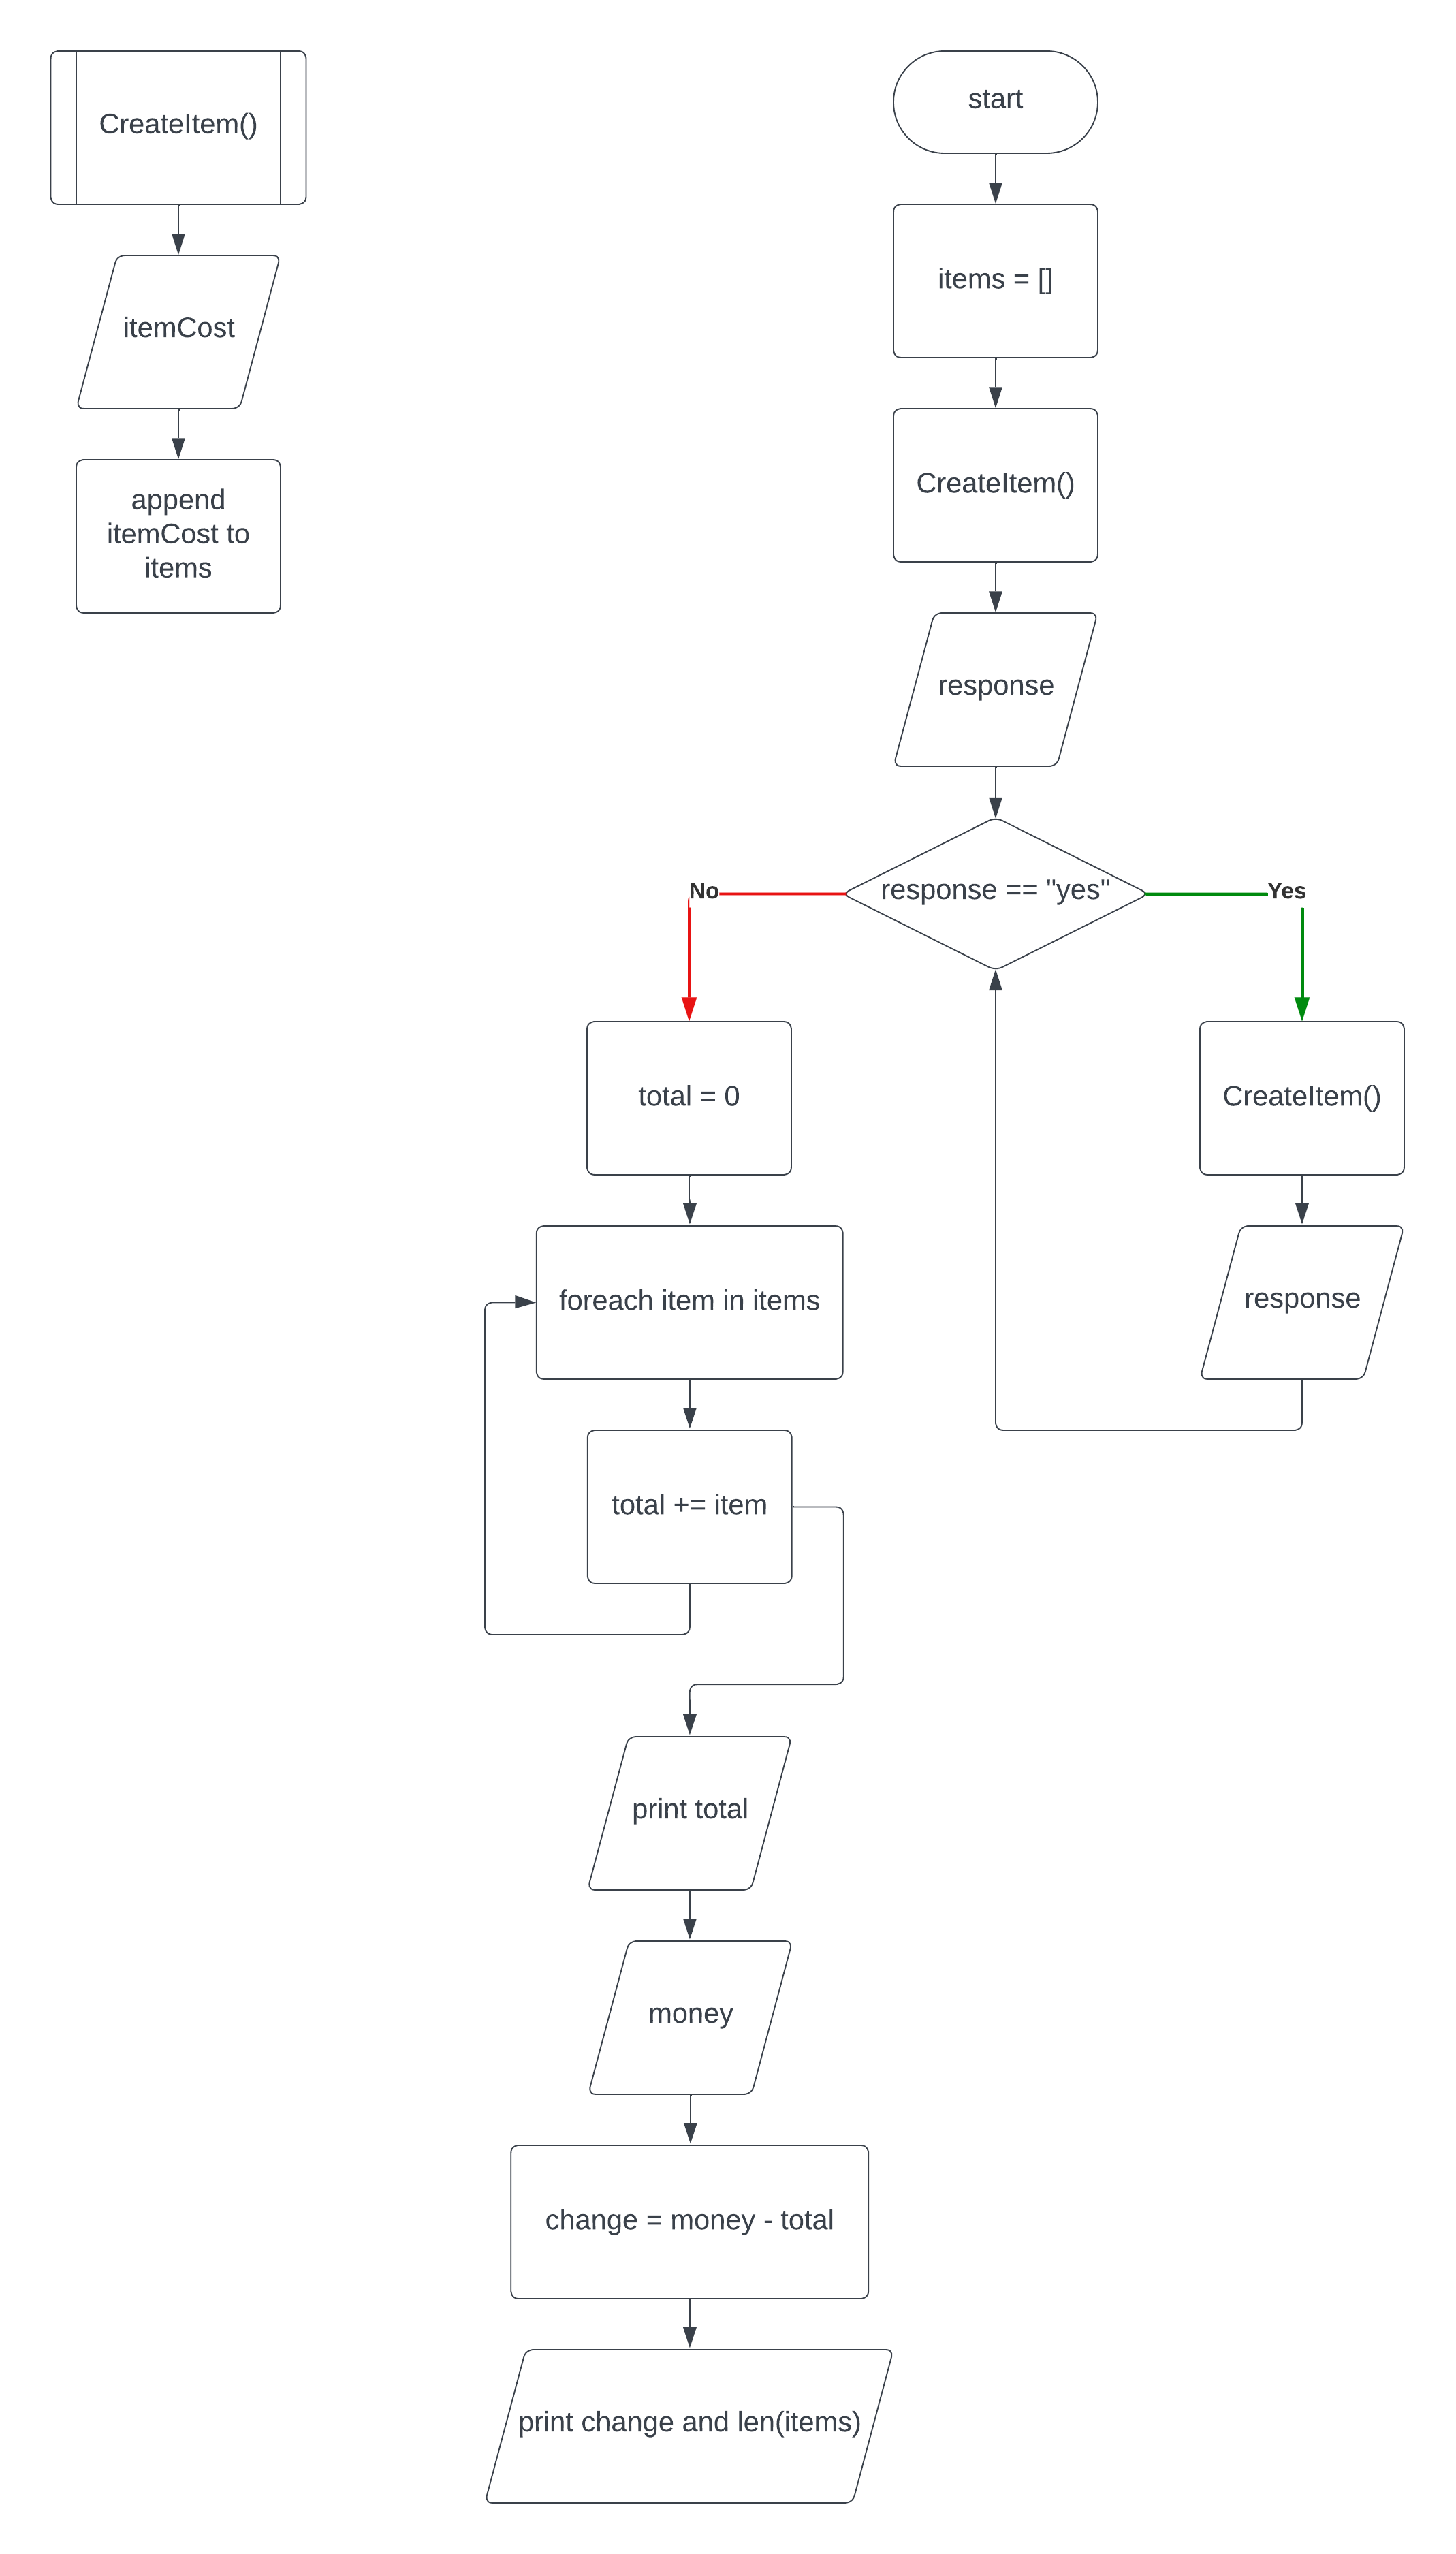 CreateItem()
itemCost
append
itemCost to
items
start
items = []
CreateItem()
response
response == "yes"
No
Yes
total = 0
CreateItem()
foreach item in items
response
total += item
print total
money
change = money - total
print change and len(items)